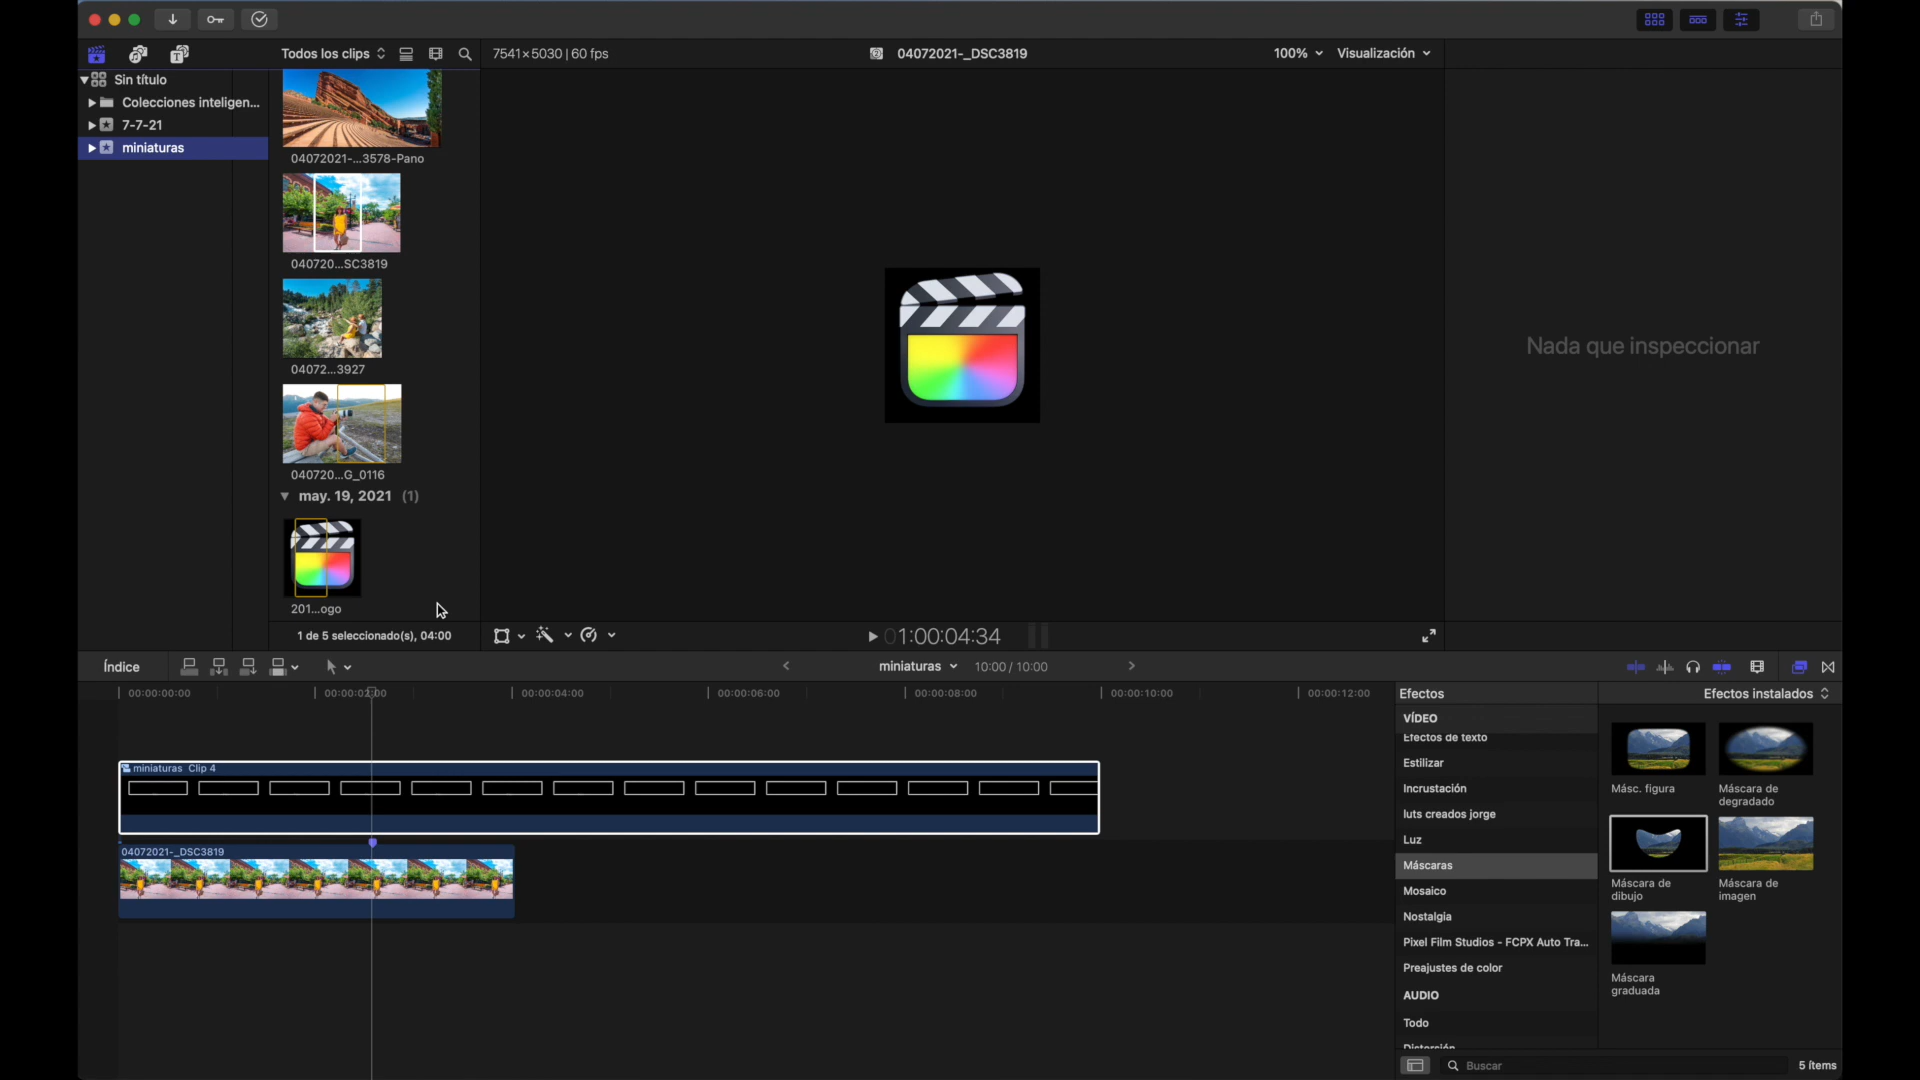 Todos los clips
7541×5030 | 60 fps
04072021-_DSC3819
100%
Visualización
Sin título
Colecciones inteligen...
7-7-21
miniaturas
04072021-...3578-Pano
040720...SC3819
04072...3927
040720...G_0116
may. 19, 2021 (1)
201...ogo
Nada que inspeccionar
1 de 5 seleccionado(s), 04:00
01:00:04:34
Índice
miniaturas
10:00 / 10:00
00:00:00:00
00:00:02:00
00:00:04:00
00:00:06:00
00:00:08:00
00:00:10:00
00:00:12:00
miniaturas Clip 4
04072021-_DSC3819
Efectos
Efectos instalados
VÍDEO
Efectos de texto
Estilizar
Incrustación
luts creados jorge
Luz
Máscaras
Mosaico
Nostalgia
Pixel Film Studios - FCPX Auto Tra...
Preajustes de color
AUDIO
Todo
Distorsión
Másc. figura
Máscara de
degradado
Máscara de
dibujo
Máscara de
imagen
Máscara
graduada
Buscar
5 ítems